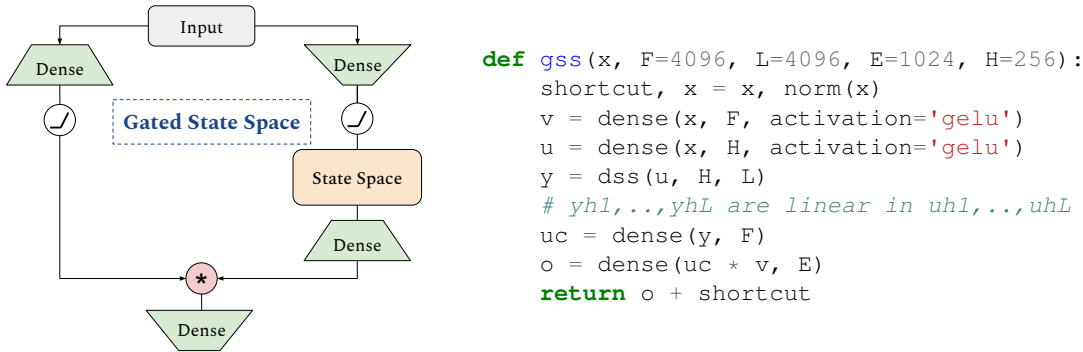 Input
Dense
Dense
Gated State Space
State Space
Dense
*
Dense
def gss(x, F=4096, L=4096, E=1024, H=256):
    shortcut, x = x, norm(x)
    v = dense(x, F, activation='gelu')
    u = dense(x, H, activation='gelu')
    y = dss(u, H, L)
    # yh1,..,yhL are linear in uh1,..,uhL
    uc = dense(y, F)
    o = dense(uc * v, E)
    return o + shortcut